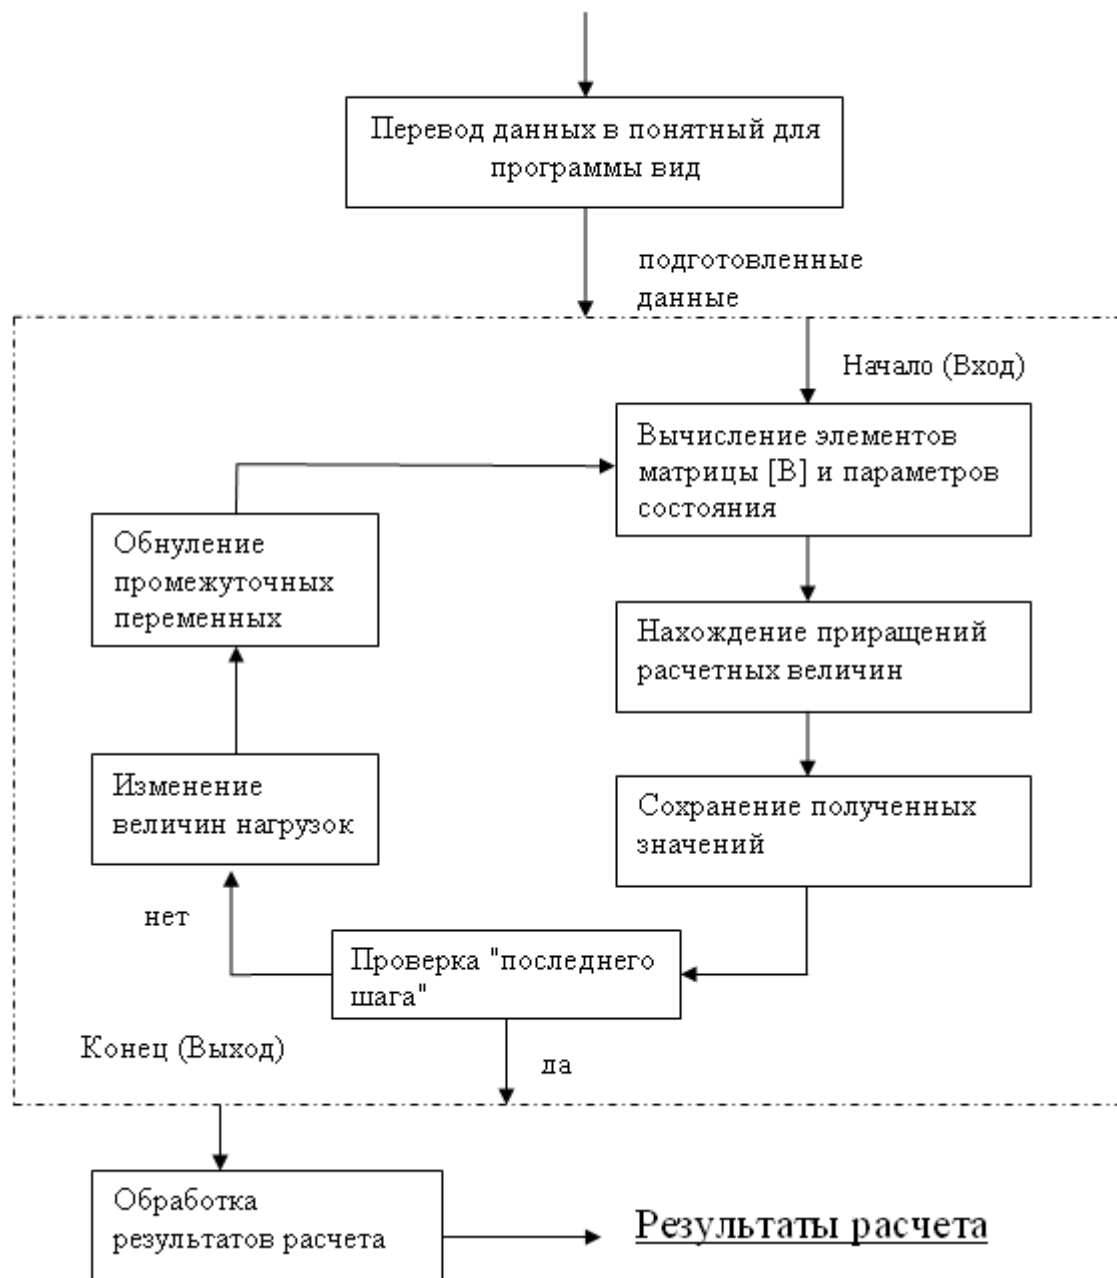 Перевод данных в понятный для
программы вид
подготовленные
данные
Начало (Вход)
Вычисление элементов
матрицы [B] и параметров
состояния
Обнуление
промежуточных
переменных
Нахождение приращений
расчетных величин
Изменение
величин нагрузок
Сохранение полученных
значений
нет
Проверка "последнего
шага"
Конец (Выход)
да
Обработка
результатов расчета
Результаты расчета